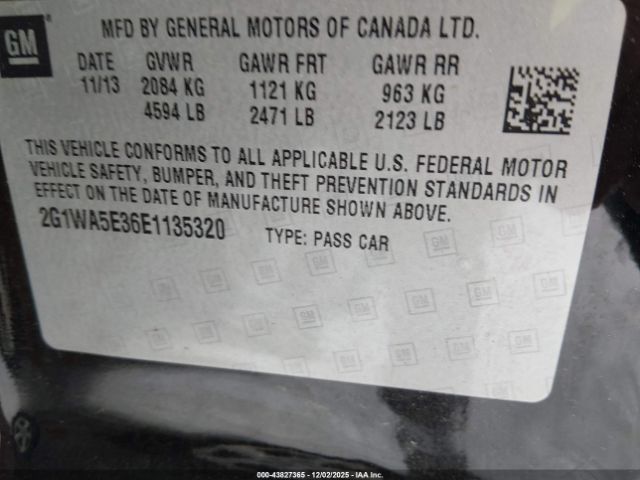 GM
MFD BY GENERAL MOTORS OF CANADA LTD.
DATE GVWR GAWR FRT GAWR RR
11/13 2084 KG 1121 KG 963 KG
4594 LB 2471 LB 2123 LB
THIS VEHICLE CONFORMS TO ALL APPLICABLE U.S. FEDERAL MOTOR
VEHICLE SAFETY, BUMPER, AND THEFT PREVENTION STANDARDS IN
EFFECT ON THE DATE OF MANUFACTURE SHOWN ABOVE.
2G1WA5E36E1135320 TYPE: PASS CAR
000-43827365 - 12/02/2025 - IAAI.COM